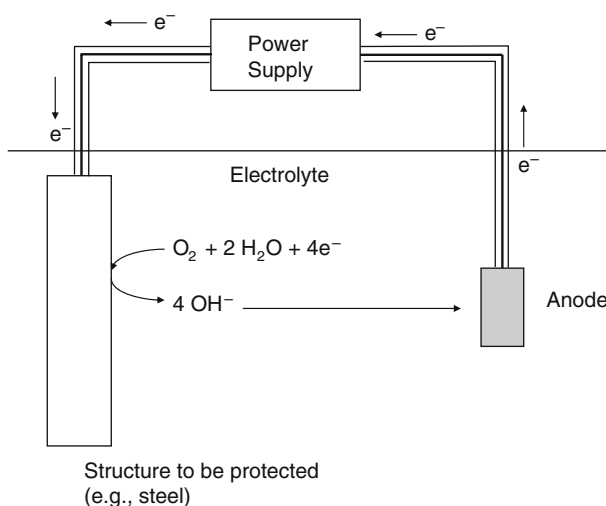 e⁻
e⁻
Power
Supply
e⁻
e⁻
Electrolyte
O₂ + 2 H₂O + 4e⁻
4 OH⁻
Anode
Structure to be protected
(e.g., steel)